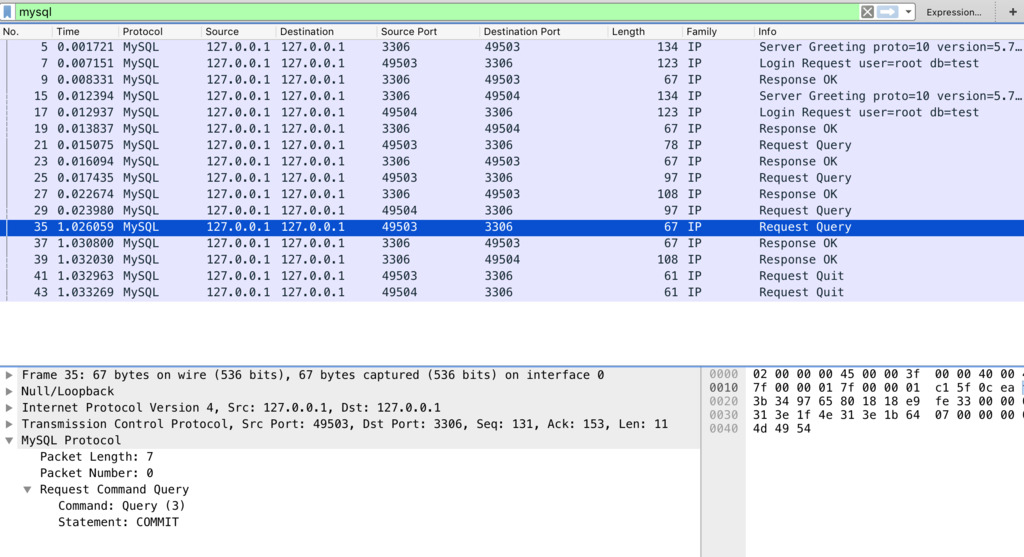 mysql Expression... +
No. Time Protocol Source Destination Source Port Destination Port Length Family Info
5 0.001721 MySQL 127.0.0.1 127.0.0.1 3306 49503 134 IP Server Greeting proto=10 version=5.7…
7 0.007151 MySQL 127.0.0.1 127.0.0.1 49503 3306 123 IP Login Request user=root db=test
9 0.008331 MySQL 127.0.0.1 127.0.0.1 3306 49503 67 IP Response OK
15 0.012394 MySQL 127.0.0.1 127.0.0.1 3306 49504 134 IP Server Greeting proto=10 version=5.7…
17 0.012937 MySQL 127.0.0.1 127.0.0.1 49504 3306 123 IP Login Request user=root db=test
19 0.013837 MySQL 127.0.0.1 127.0.0.1 3306 49504 67 IP Response OK
21 0.015075 MySQL 127.0.0.1 127.0.0.1 49503 3306 78 IP Request Query
23 0.016094 MySQL 127.0.0.1 127.0.0.1 3306 49503 67 IP Response OK
25 0.017435 MySQL 127.0.0.1 127.0.0.1 49503 3306 97 IP Request Query
27 0.022674 MySQL 127.0.0.1 127.0.0.1 3306 49503 108 IP Response OK
29 0.023980 MySQL 127.0.0.1 127.0.0.1 49504 3306 97 IP Request Query
35 1.026059 MySQL 127.0.0.1 127.0.0.1 49503 3306 67 IP Request Query
37 1.030800 MySQL 127.0.0.1 127.0.0.1 3306 49503 67 IP Response OK
39 1.032030 MySQL 127.0.0.1 127.0.0.1 3306 49504 108 IP Response OK
41 1.032963 MySQL 127.0.0.1 127.0.0.1 49503 3306 61 IP Request Quit
43 1.033269 MySQL 127.0.0.1 127.0.0.1 49504 3306 61 IP Request Quit
Frame 35: 67 bytes on wire (536 bits), 67 bytes captured (536 bits) on interface 0
Null/Loopback
Internet Protocol Version 4, Src: 127.0.0.1, Dst: 127.0.0.1
Transmission Control Protocol, Src Port: 49503, Dst Port: 3306, Seq: 131, Ack: 153, Len: 11
MySQL Protocol
Packet Length: 7
Packet Number: 0
Request Command Query
Command: Query (3)
Statement: COMMIT
0000 02 00 00 00 45 00 00 3f 00 00 40 00
0010 7f 00 00 01 7f 00 00 01 c1 5f 0c ea
0020 3b 34 97 65 80 18 18 e9 fe 33 00 00
0030 31 3e 1f 4e 31 3e 1b 64 07 00 00 00
0040 4d 49 54